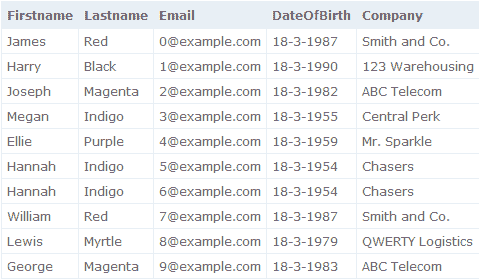 Firstname Lastname Email DateOfBirth Company
James Red 0@example.com 18-3-1987 Smith and Co.
Harry Black 1@example.com 18-3-1990 123 Warehousing
Joseph Magenta 2@example.com 18-3-1982 ABC Telecom
Megan Indigo 3@example.com 18-3-1955 Central Perk
Ellie Purple 4@example.com 18-3-1959 Mr. Sparkle
Hannah Indigo 5@example.com 18-3-1954 Chasers
Hannah Indigo 6@example.com 18-3-1954 Chasers
William Red 7@example.com 18-3-1987 Smith and Co.
Lewis Myrtle 8@example.com 18-3-1979 QWERTY Logistics
George Magenta 9@example.com 18-3-1983 ABC Telecom